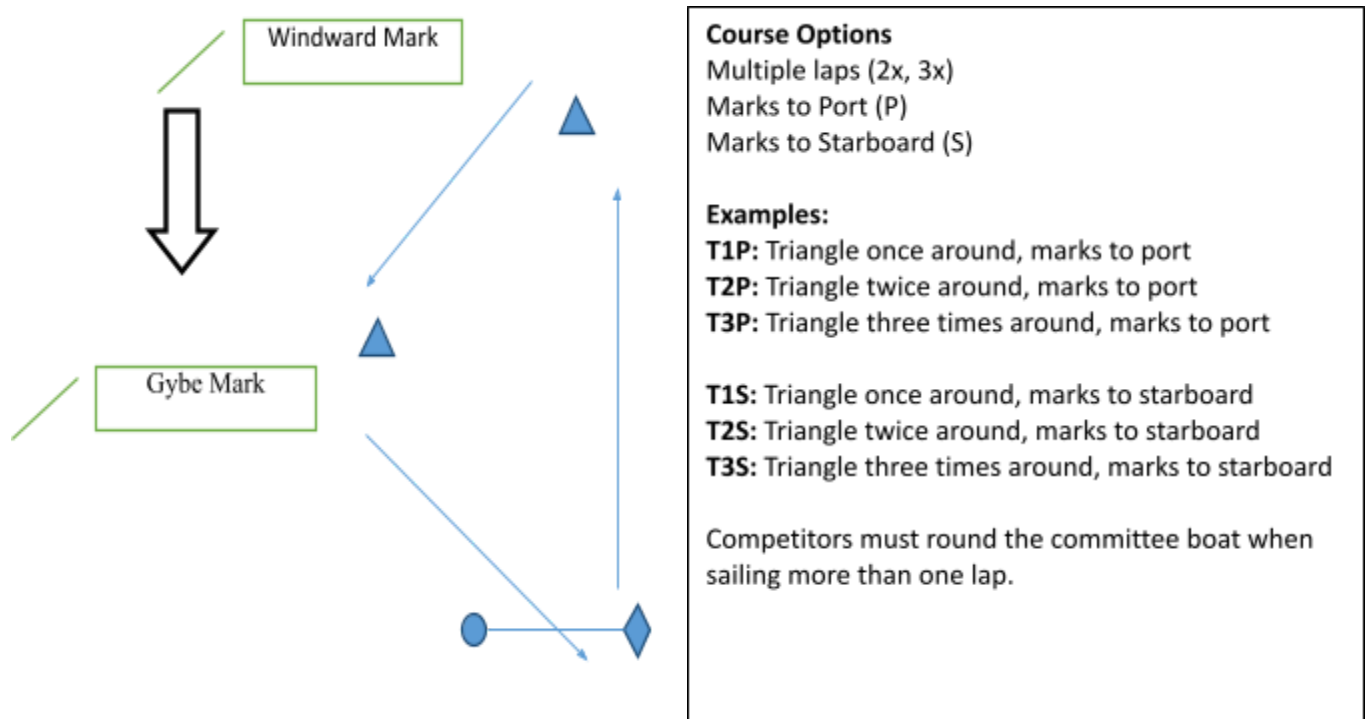 Windward Mark
Gybe Mark
Course Options
Multiple laps (2x, 3x)
Marks to Port (P)
Marks to Starboard (S)
Examples:
T1P: Triangle once around, marks to port
T2P: Triangle twice around, marks to port
T3P: Triangle three times around, marks to port
T1S: Triangle once around, marks to starboard
T2S: Triangle twice around, marks to starboard
T3S: Triangle three times around, marks to starboard
Competitors must round the committee boat when
sailing more than one lap.